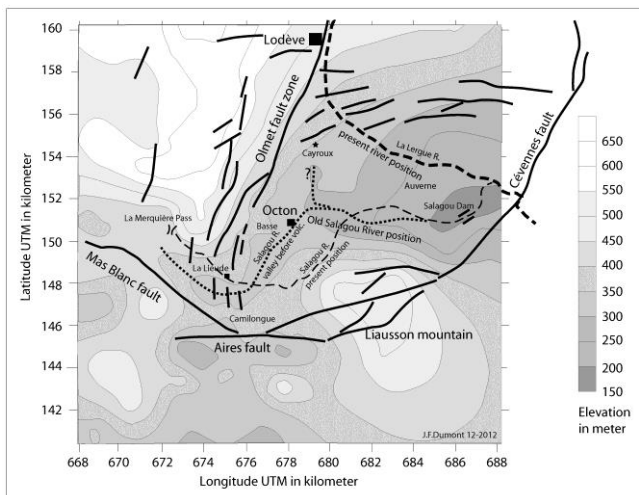 160
158
156
154
152
150
148
146
144
142
Latitude UTM in kilometer
668
670
672
675
676
678
680
682
684
686
688
Longitude UTM in kilometer
Lodève
Olmet fault zone
Cayroux
?
present river position
La Lergue R.
Auverne
Cévennes fault
Salagou Dam
La Merquière Pass
)(
Octon
Basse
Old Salagou River position
Salagou R.
valley before volc.
Salagou R.
present position
La Lieude
Mas Blanc fault
Camilongue
Aires fault
Liausson mountain
J.F.Dumont 12-2012
650
600
550
500
450
400
350
300
250
200
150
Elevation
in meter